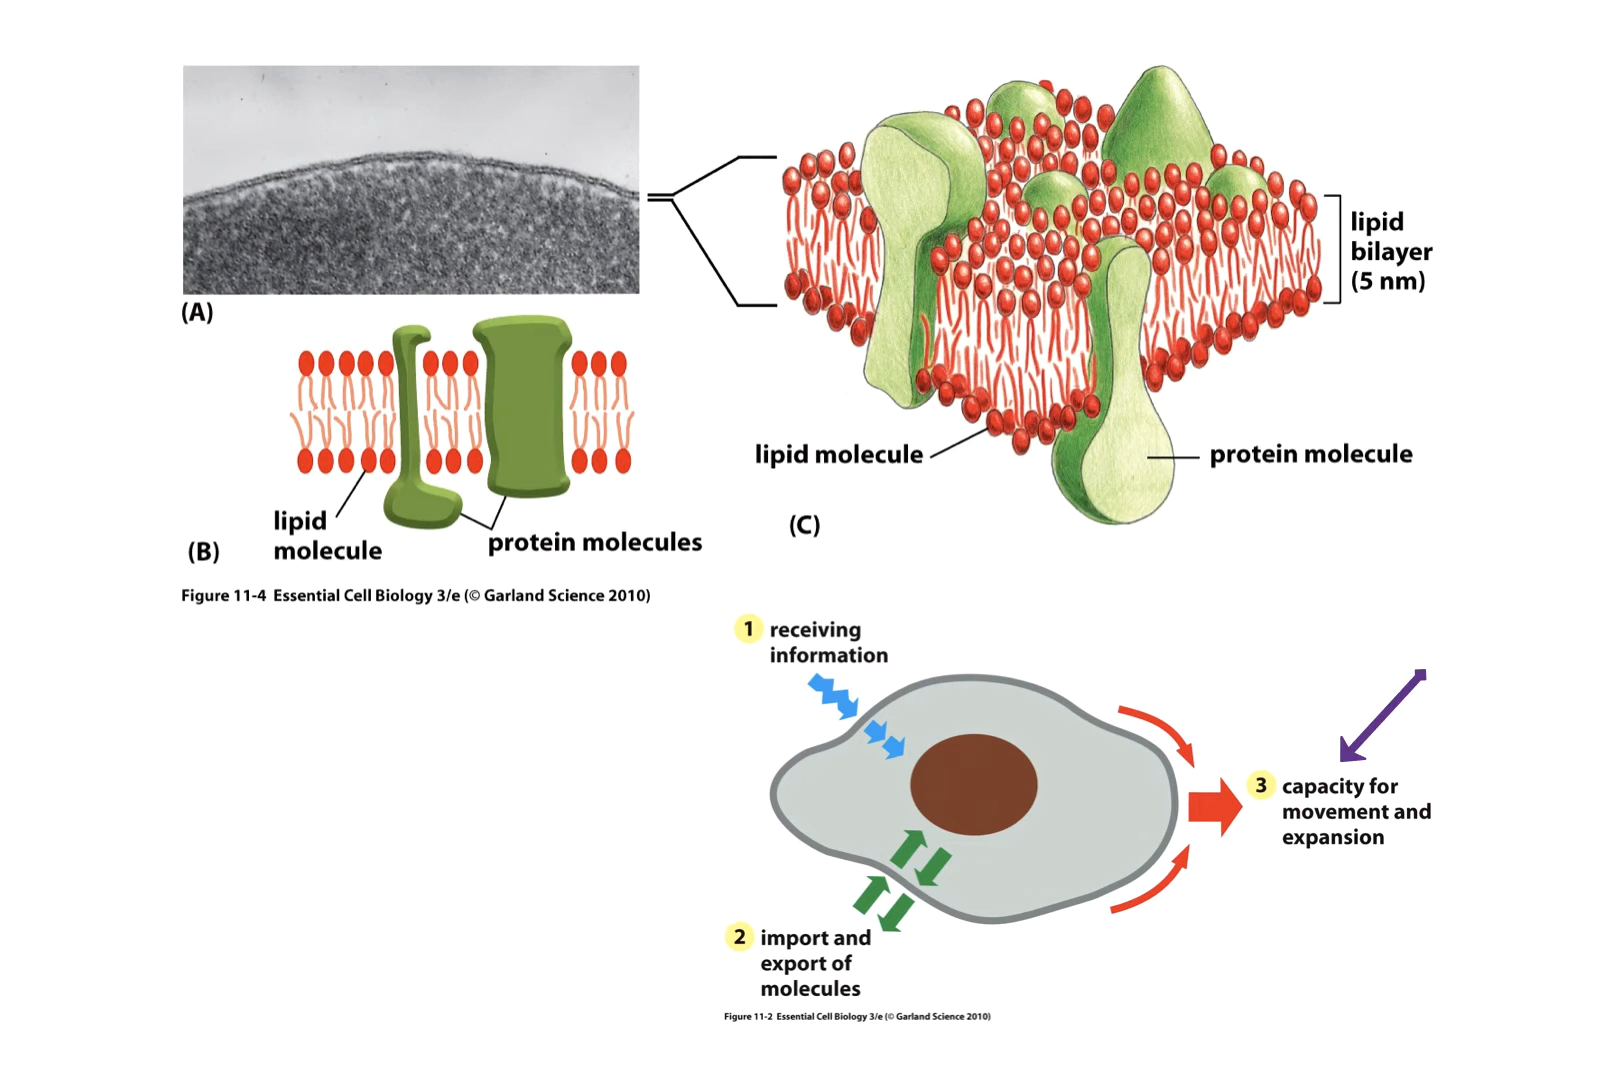 (A)
lipid
bilayer
(5 nm)
lipid molecule
protein molecule
(C)
lipid
molecule
protein molecules
(B)
Figure 11-4 Essential Cell Biology 3/e (© Garland Science 2010)
1 receiving
information
3 capacity for
movement and
expansion
2 import and
export of
molecules
Figure 11-2 Essential Cell Biology 3/e (© Garland Science 2010)